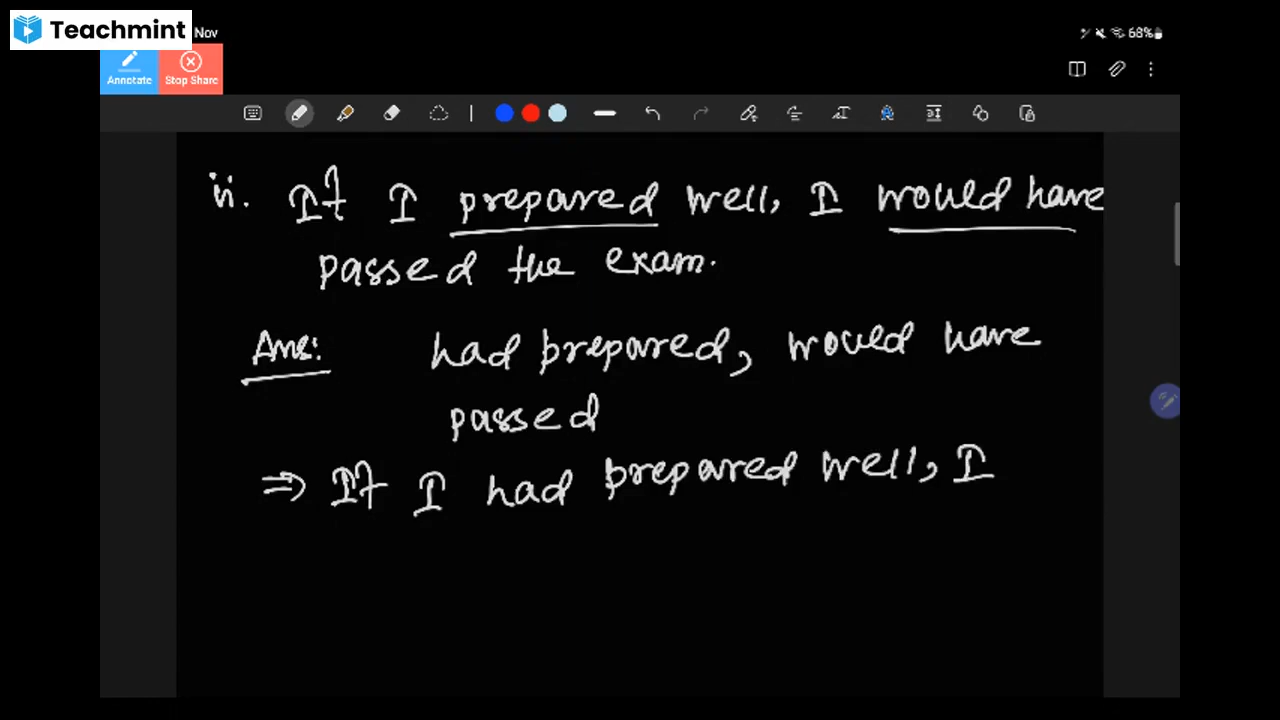 Teachmint
Nov
68%
Annotate
Stop Share
ii. If I prepared well, I would have
passed the exam.
Ans: had prepared, would have
passed
⇒ If I had prepared well, I